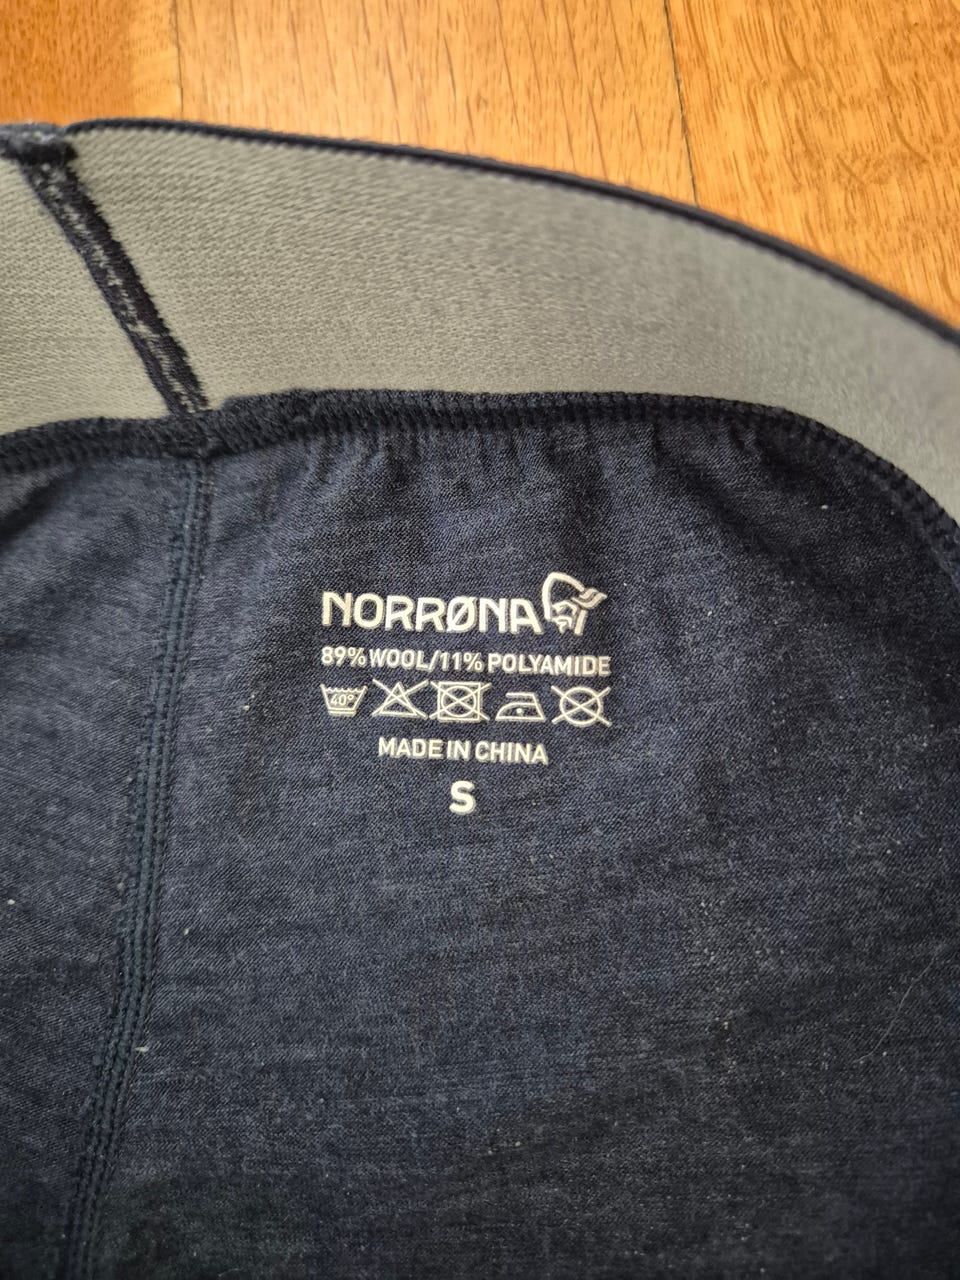 NORRØNA
89% WOOL/11% POLYAMIDE
40°
MADE IN CHINA
S